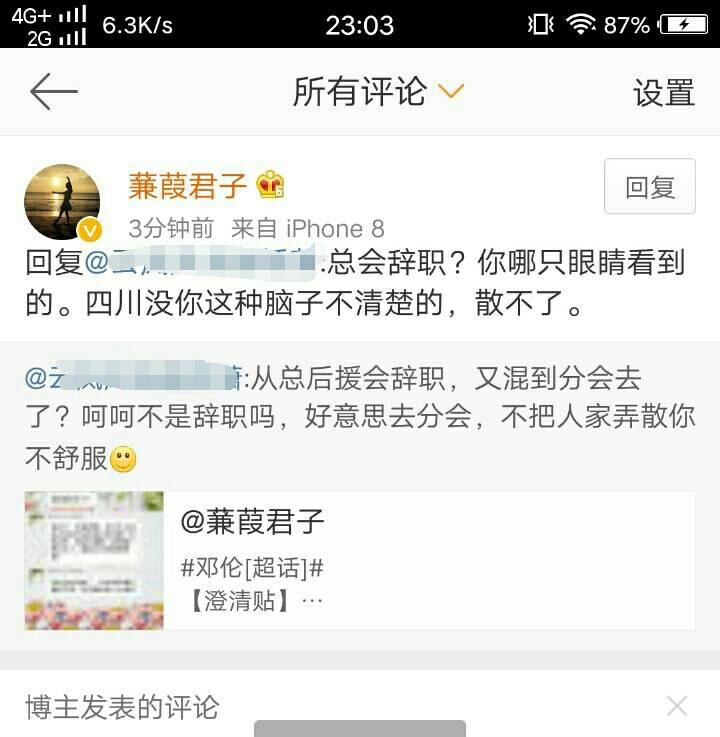 4G+
2G
6.3K/s
23:03
87%
所有评论
设置
蒹葭君子
回复
3分钟前 来自 iPhone 8
回复@云:总会辞职？你哪只眼睛看到
的。四川没你这种脑子不清楚的，散不了。
@云:从总后援会辞职，又混到分会去
了？呵呵不是辞职吗，好意思去分会，不把人家弄散你
不舒服
@蒹葭君子
#邓伦[超话]#
【澄清贴】…
博主发表的评论